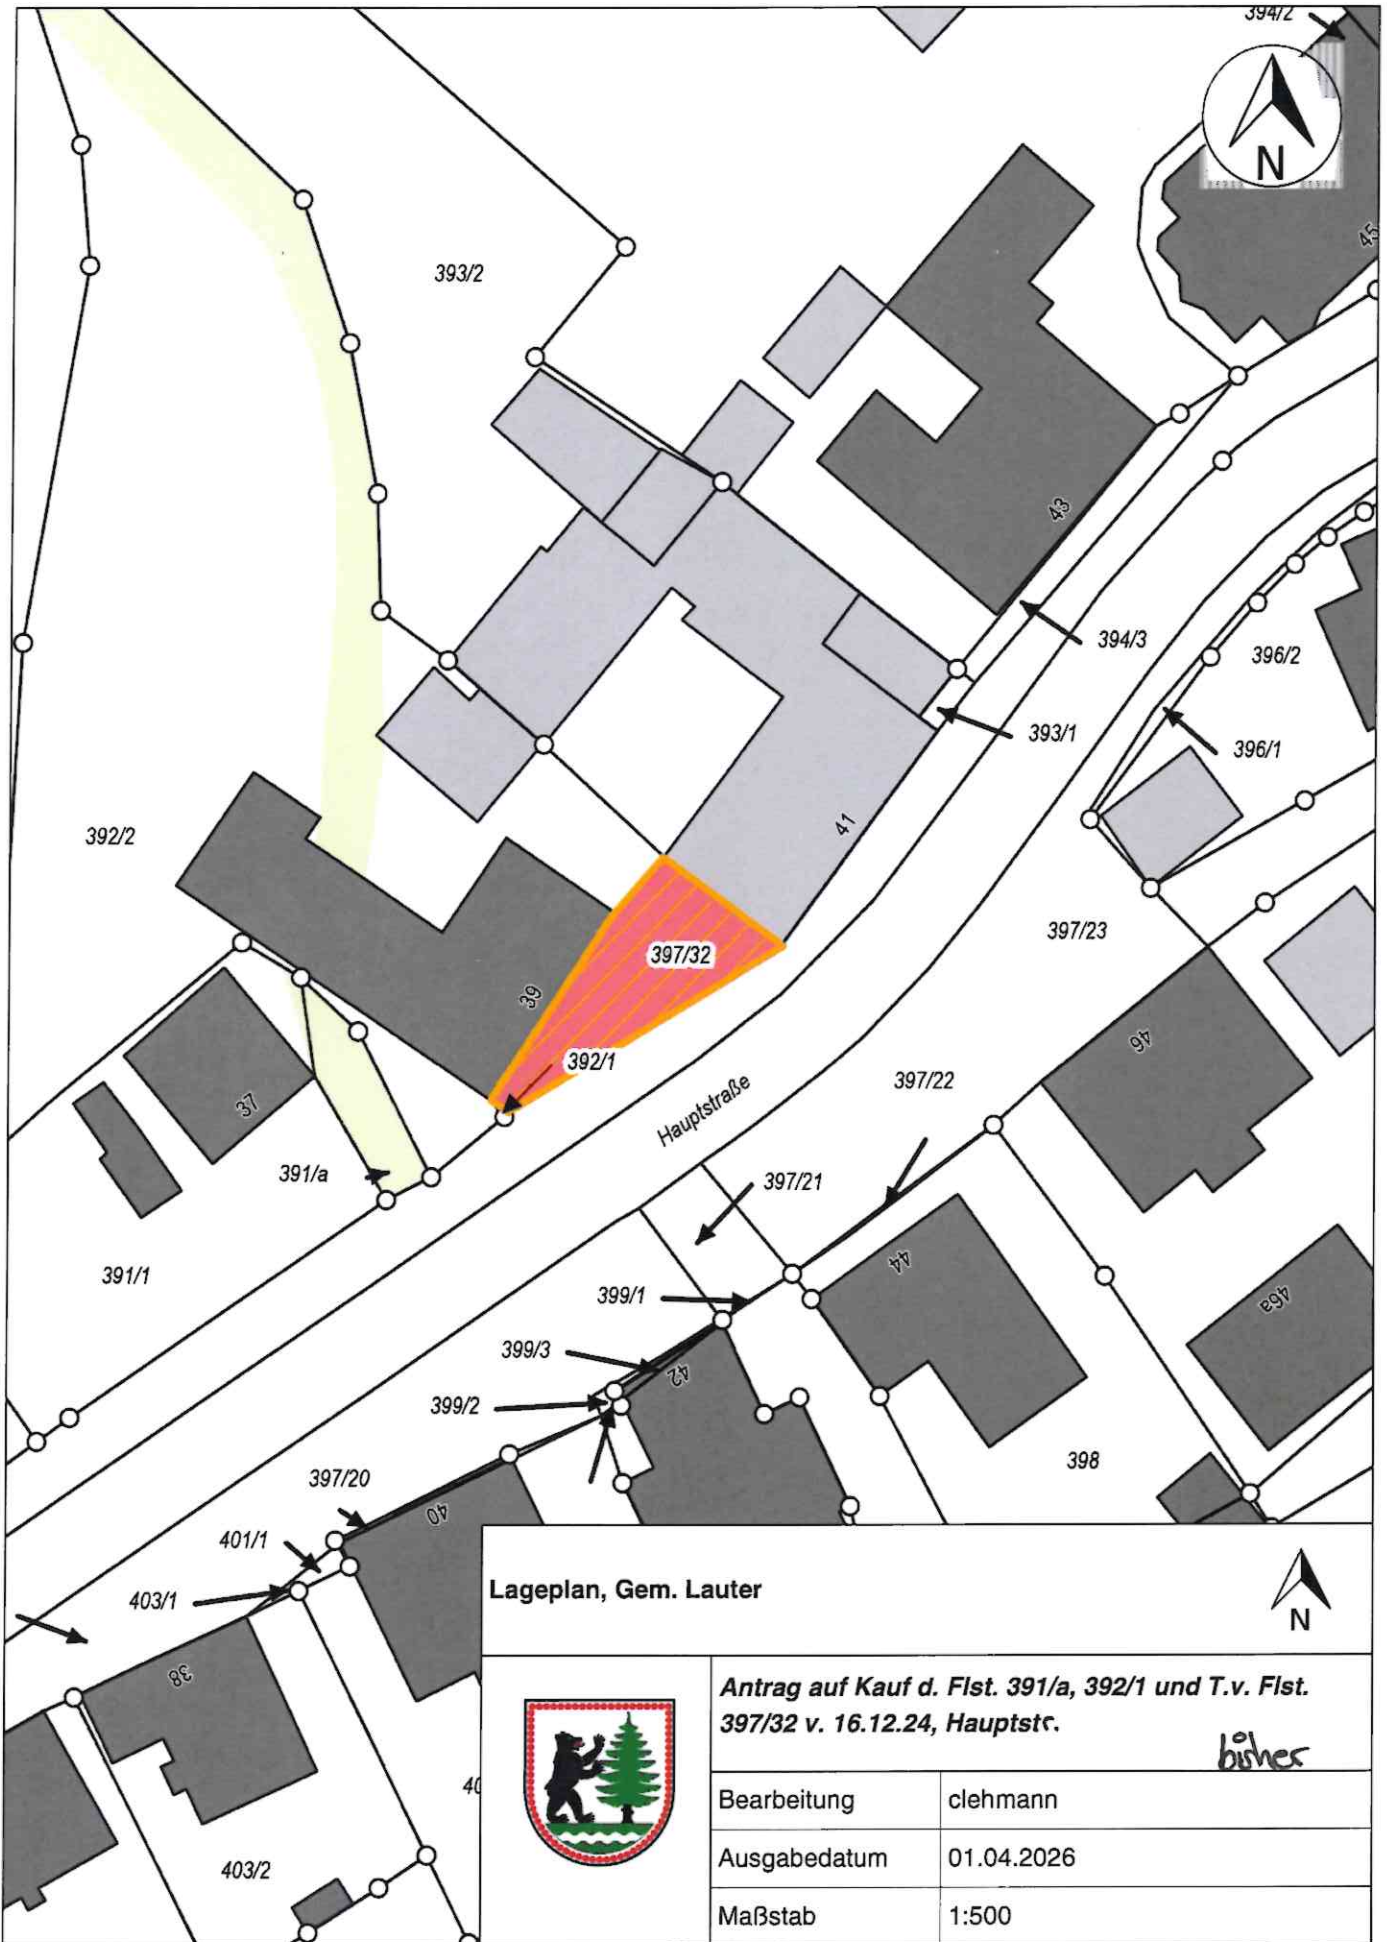 394/2
N
45
393/2
43
394/3
396/2
393/1
396/1
41
392/2
397/23
397/32
39
46
392/1
397/22
Hauptstraße
37
391/a
397/21
44
391/1
399/1
46a
399/3
42
399/2
398
397/20
40
401/1
403/1
38
403/2
40
Lageplan, Gem. Lauter
N
Antrag auf Kauf d. Flst. 391/a, 392/1 und T.v. Flst.
397/32 v. 16.12.24, Hauptstr.
bisher
Bearbeitung clehmann
Ausgabedatum 01.04.2026
Maßstab 1:500